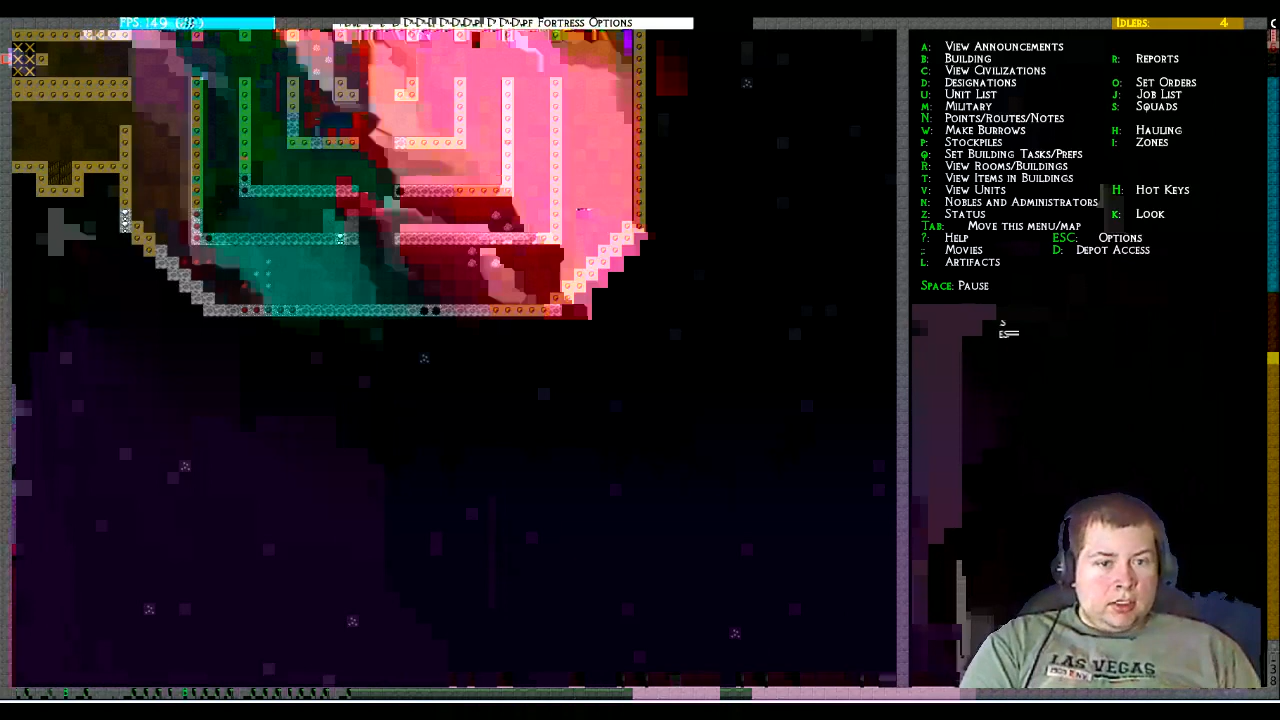 FPS: 149
Dwarf Fortress Options
Idlers: 4
A: View Announcements
B: Building R: Reports
C: View Civilizations
D: Designations O: Set Orders
U: Unit List J: Job List
M: Military S: Squads
N: Points/Routes/Notes
W: Make Burrows H: Hauling
P: Stockpiles I: Zones
Q: Set Building Tasks/Prefs
R: View Rooms/Buildings
T: View Items in Buildings
V: View Units H: Hot Keys
N: Nobles and Administrators
Z: Status K: Look
Tab: Move this menu/map
?: Help ESC: Options
;: Movies D: Depot Access
L: Artifacts
Space: Pause
LAS VEGAS